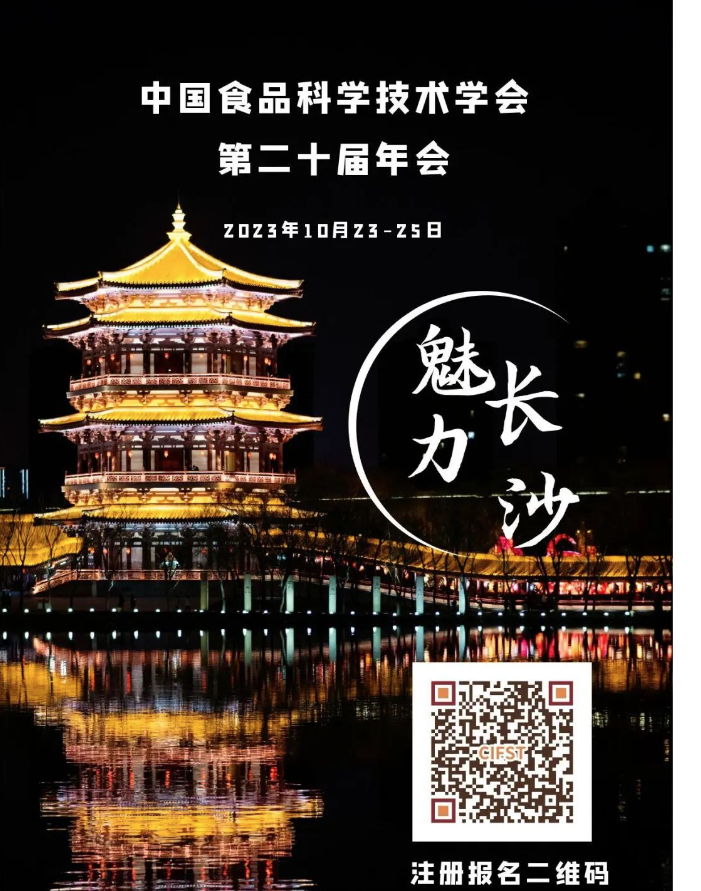 中国食品科学技术学会
第二十届年会
2023年10月23-25日
魅力
长沙
CIFST
注册报名二维码